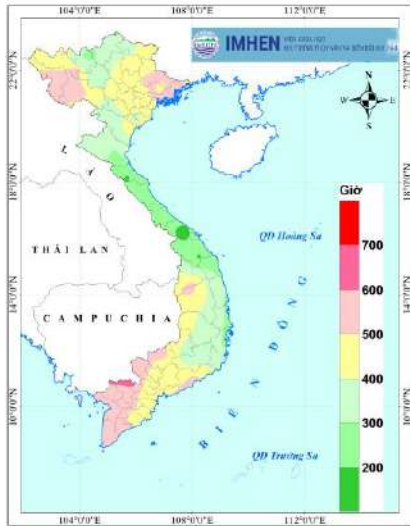 104°0'0"E 108°0'0"E 112°0'0"E
IMHEN
N
W E
S
22°0'0"N
18°0'0"N
14°0'0"N
10°0'0"N
L À O
THÁI LAN
CAMPUCHIA
QĐ Hoàng Sa
BIỂN ĐÔNG
QĐ Trường Sa
Giờ
700
600
500
400
300
200
104°0'0"E 108°0'0"E 112°0'0"E